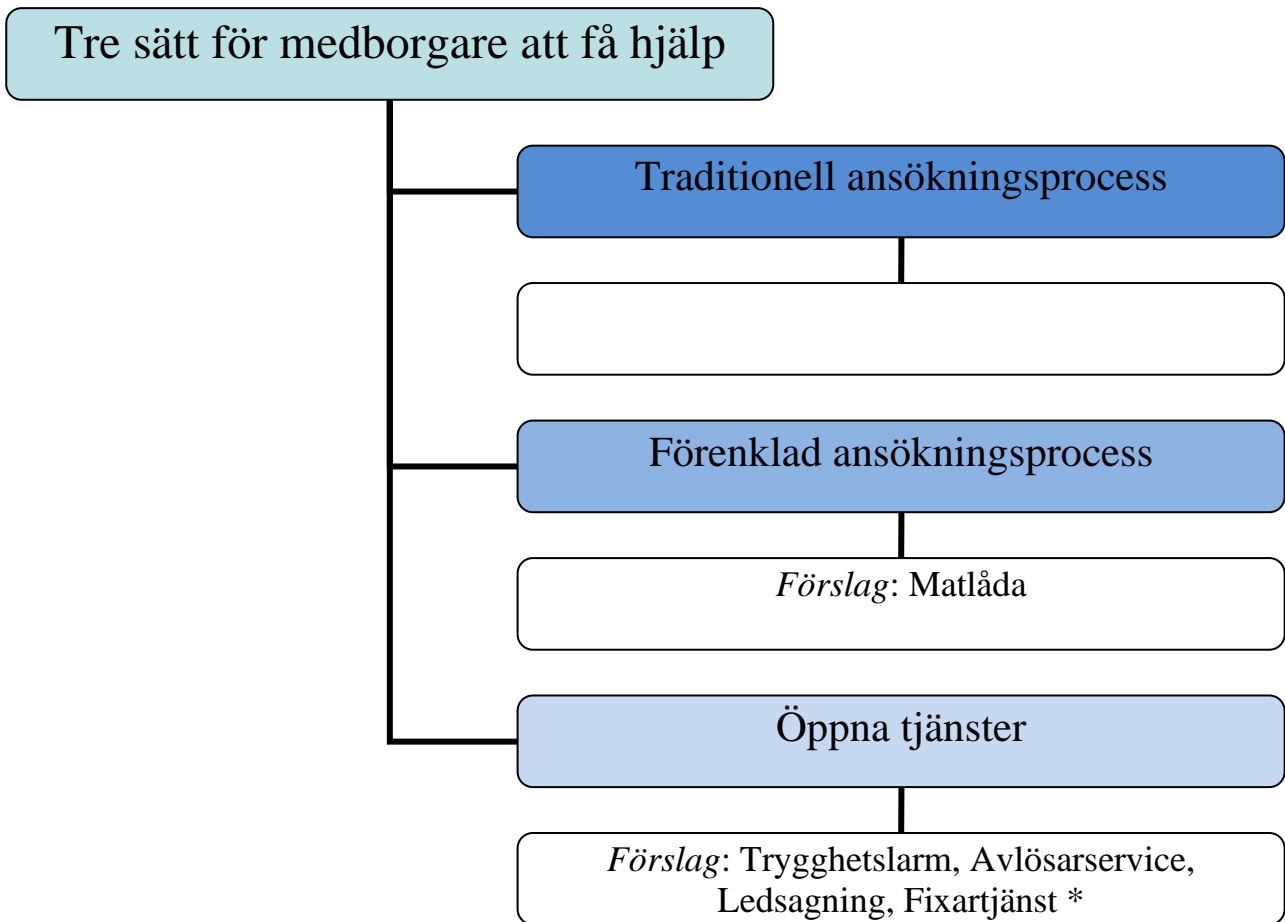 Tre sätt för medborgare att få hjälp
Traditionell ansökningsprocess
Förenklad ansökningsprocess
Förslag: Matlåda
Öppna tjänster
Förslag: Trygghetslarm, Avlösarservice,
Ledsagning, Fixartjänst *